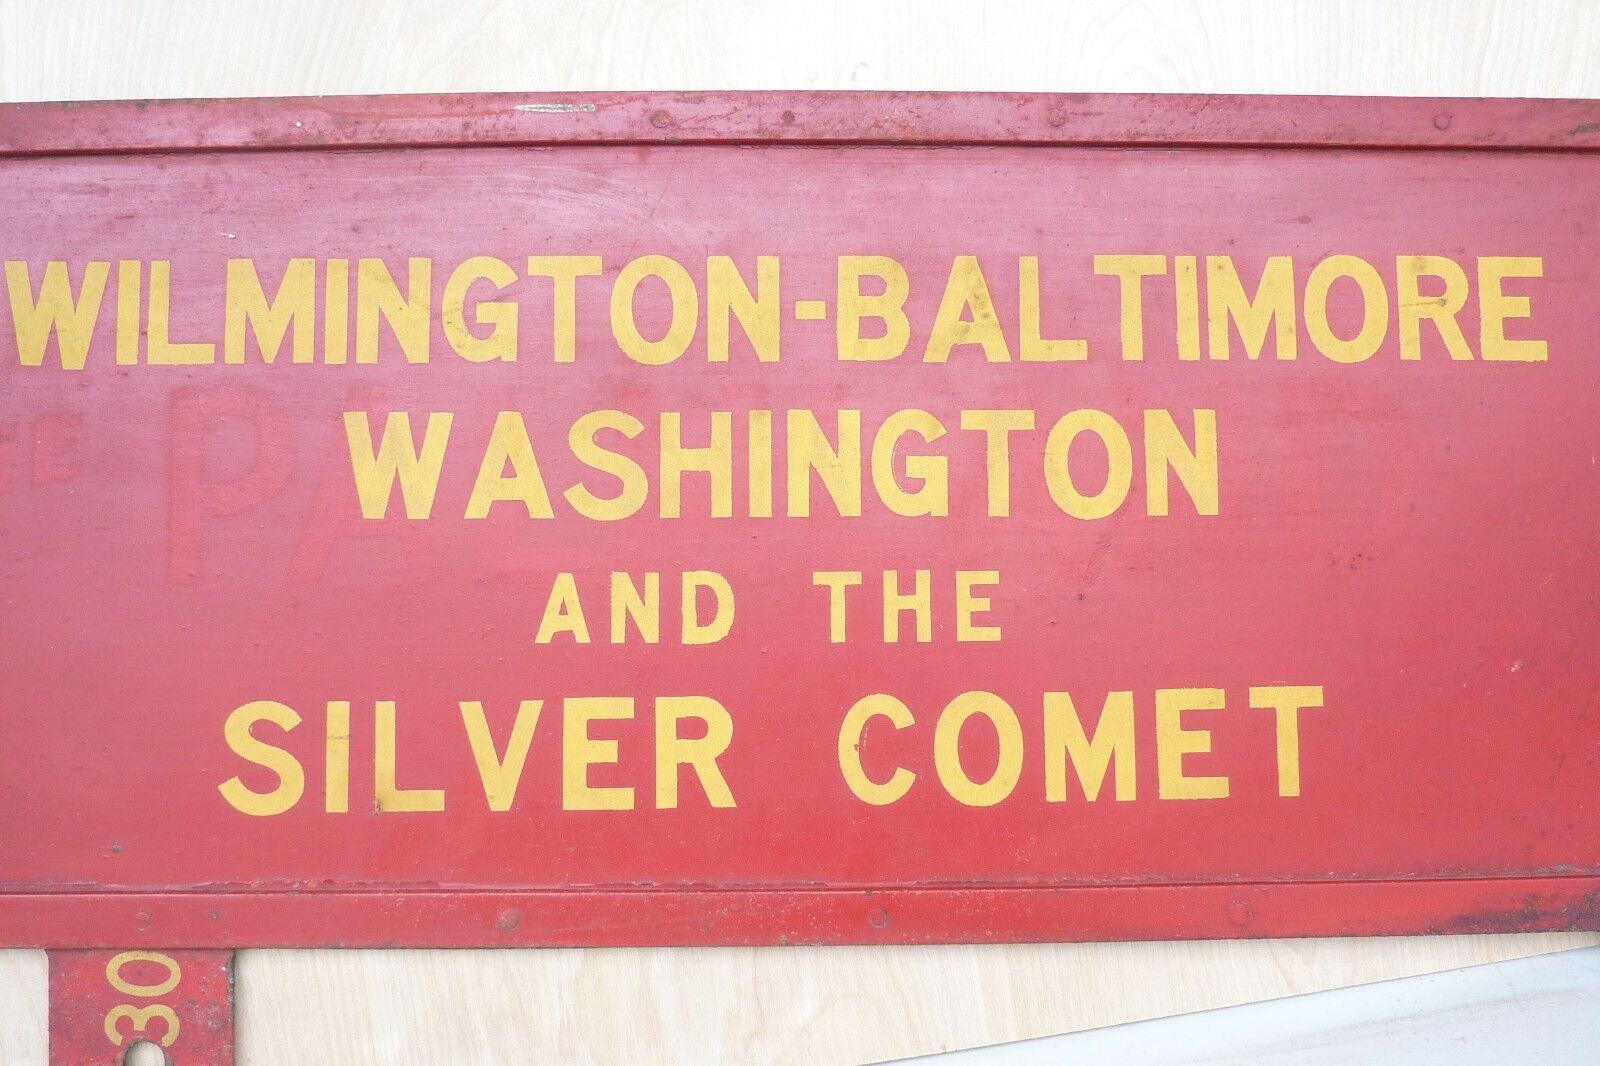 WILMINGTON-BALTIMORE
WASHINGTON
AND THE
SILVER COMET
30